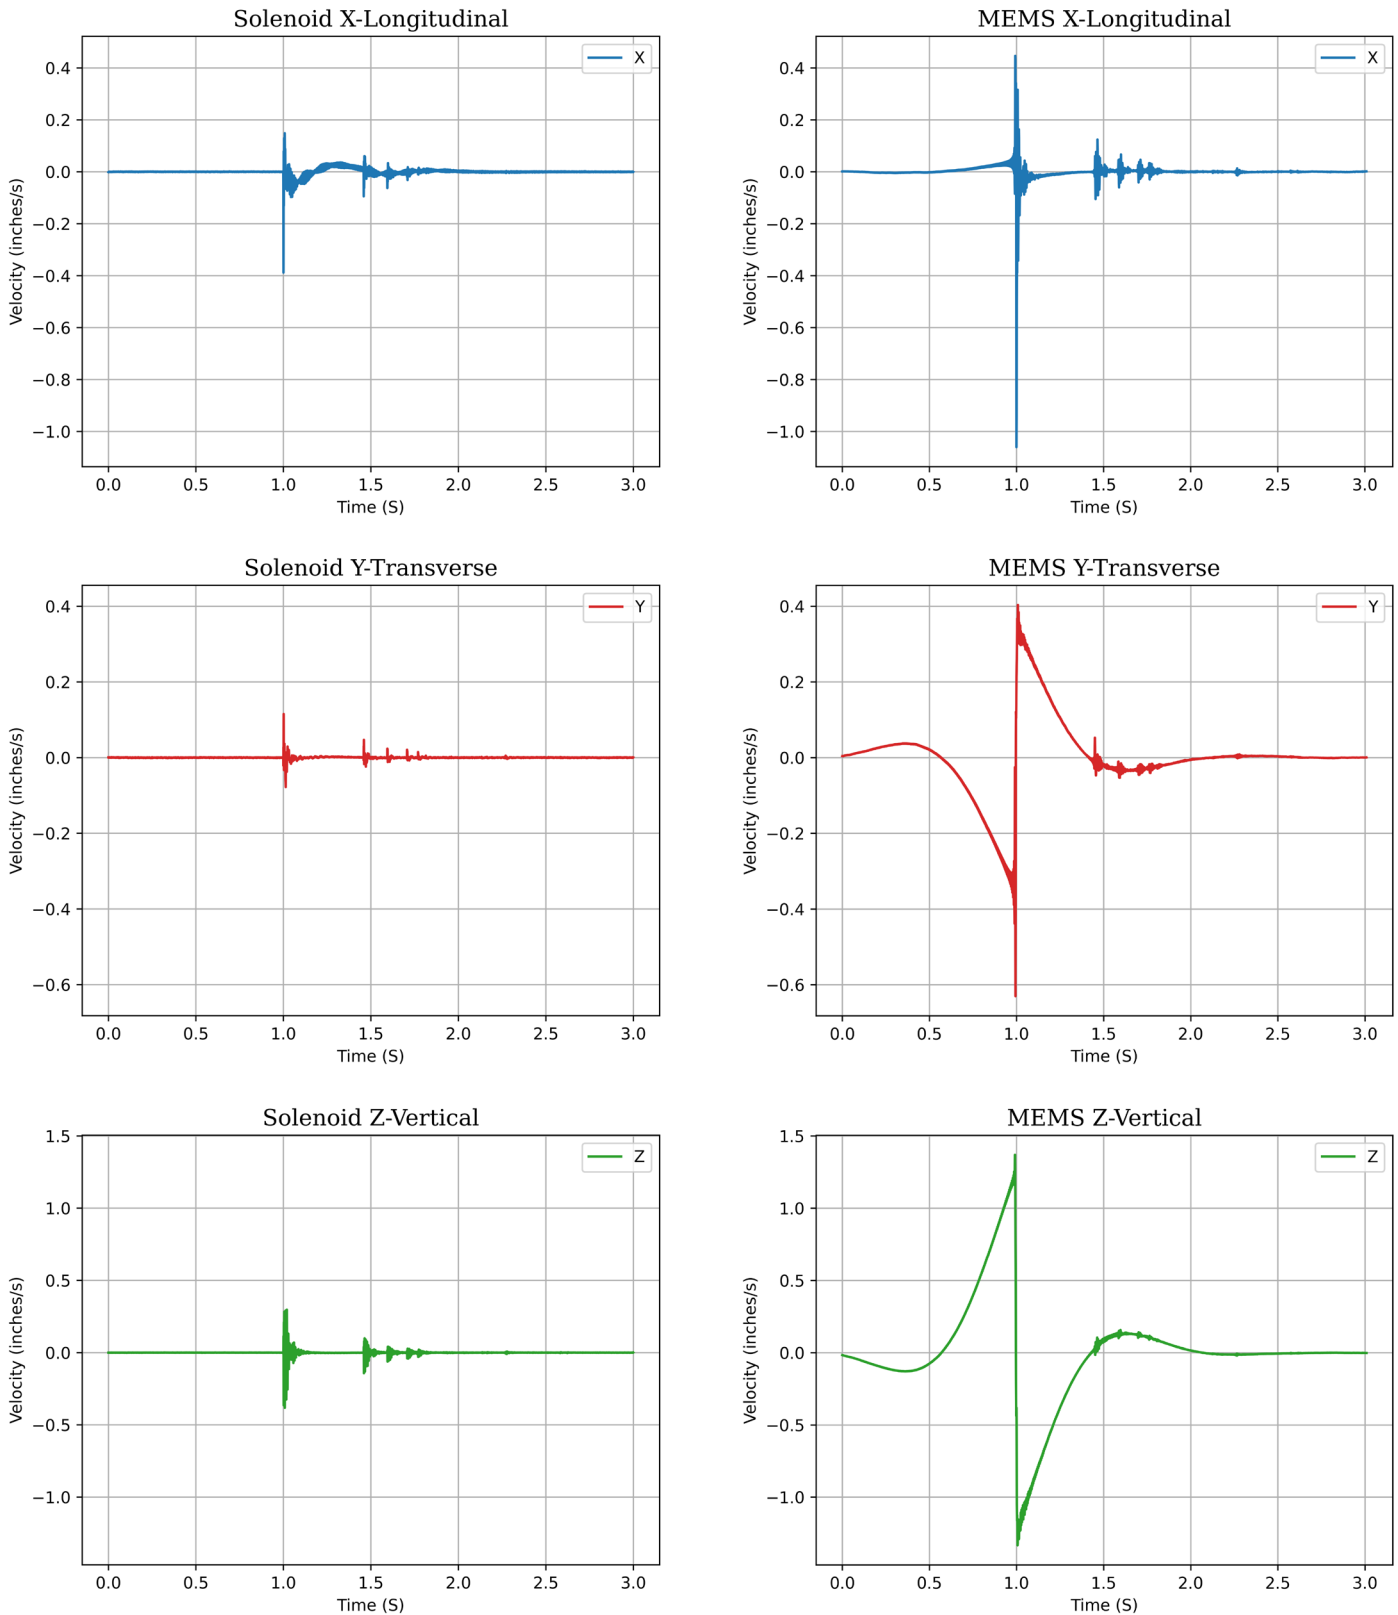 Solenoid X-Longitudinal
X
0.4
0.2
0.0
−0.2
−0.4
−0.6
−0.8
−1.0
Velocity (inches/s)
0.0 0.5 1.0 1.5 2.0 2.5 3.0
Time (S)
MEMS X-Longitudinal
X
0.4
0.2
0.0
−0.2
−0.4
−0.6
−0.8
−1.0
Velocity (inches/s)
0.0 0.5 1.0 1.5 2.0 2.5 3.0
Time (S)
Solenoid Y-Transverse
Y
0.4
0.2
0.0
−0.2
−0.4
−0.6
Velocity (inches/s)
0.0 0.5 1.0 1.5 2.0 2.5 3.0
Time (S)
MEMS Y-Transverse
Y
0.4
0.2
0.0
−0.2
−0.4
−0.6
Velocity (inches/s)
0.0 0.5 1.0 1.5 2.0 2.5 3.0
Time (S)
Solenoid Z-Vertical
Z
1.5
1.0
0.5
0.0
−0.5
−1.0
Velocity (inches/s)
0.0 0.5 1.0 1.5 2.0 2.5 3.0
Time (S)
MEMS Z-Vertical
Z
1.5
1.0
0.5
0.0
−0.5
−1.0
Velocity (inches/s)
0.0 0.5 1.0 1.5 2.0 2.5 3.0
Time (S)